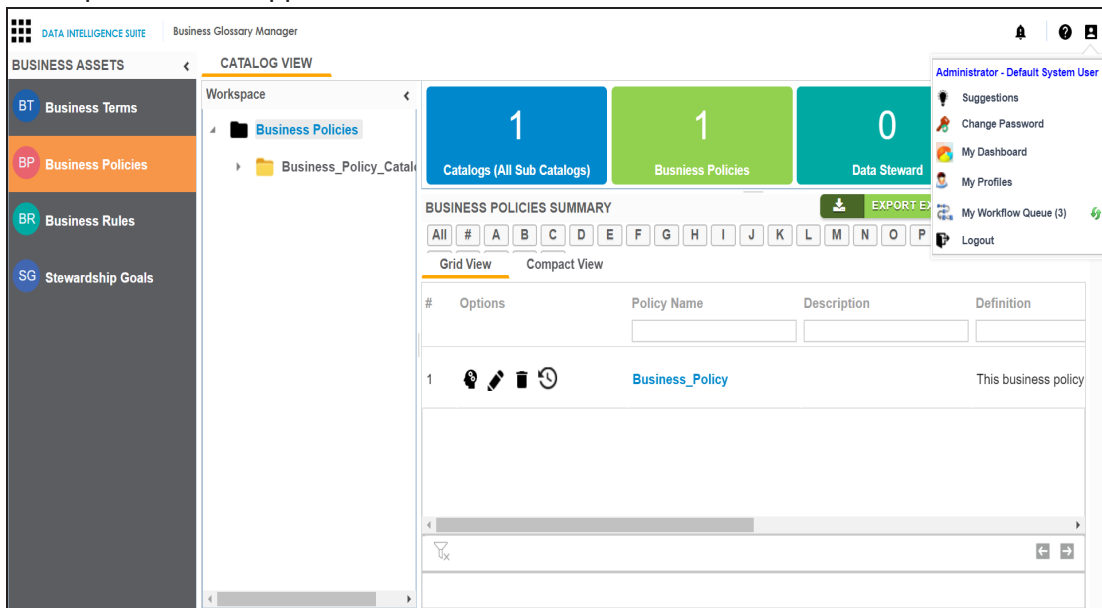 DATA INTELLIGENCE SUITE Business Glossary Manager
BUSINESS ASSETS
CATALOG VIEW
Administrator - Default System User
Suggestions
Change Password
My Dashboard
My Profiles
My Workflow Queue (3)
Logout
BT Business Terms
BP Business Policies
BR Business Rules
SG Stewardship Goals
Workspace
Business Policies
Business_Policy_Catal
1
Catalogs (All Sub Catalogs)
1
Busniess Policies
0
Data Steward
BUSINESS POLICIES SUMMARY
EXPORT EX
All # A B C D E F G H I J K L M N O P
Grid View Compact View
# Options Policy Name Description Definition
1 Business_Policy This business policy